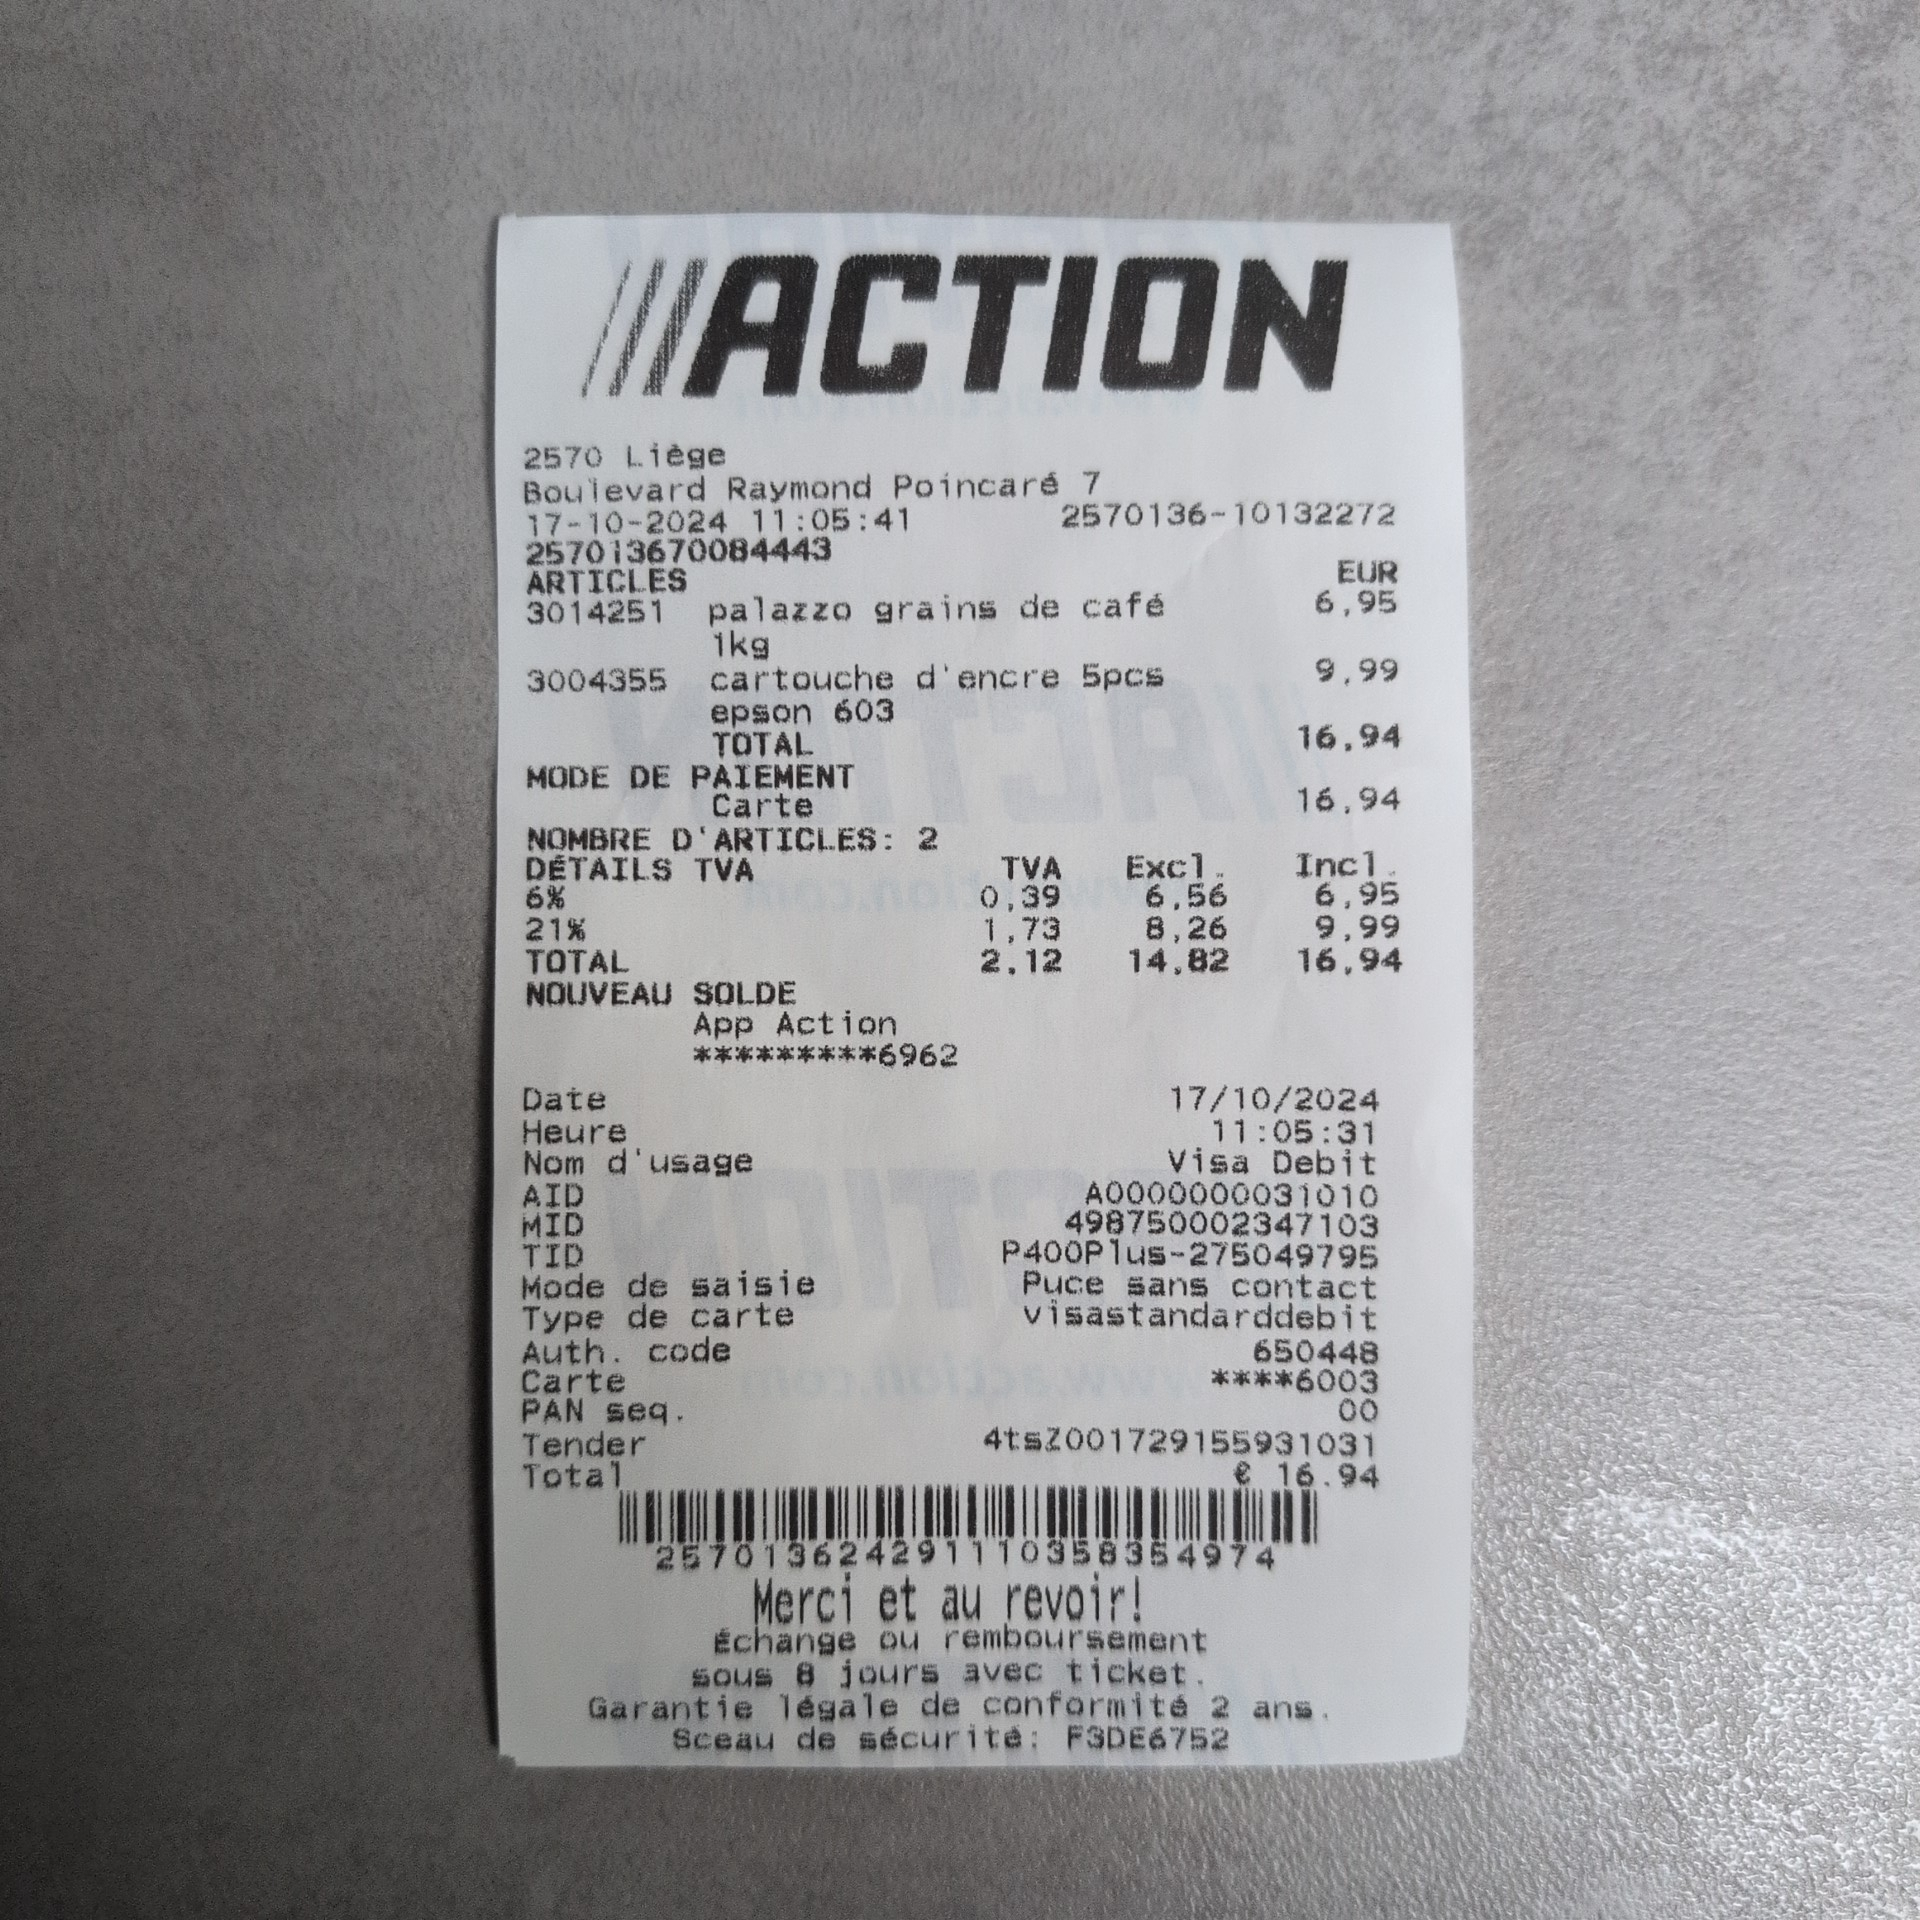 ///ACTION
2570 Liège
Boulevard Raymond Poincaré 7
17-10-2024 11:05:41 2570136-10132272
257013670084443
ARTICLES EUR
3014251 palazzo grains de café 6,95
1kg
3004355 cartouche d'encre 5pcs 9,99
epson 603
TOTAL 16,94
MODE DE PAIEMENT
Carte 16,94
NOMBRE D'ARTICLES: 2
DÉTAILS TVA TVA Excl. Incl.
6% 0,39 6,56 6,95
21% 1,73 8,26 9,99
TOTAL 2,12 14,82 16,94
NOUVEAU SOLDE
App Action
*********6962
Date 17/10/2024
Heure 11:05:31
Nom d'usage Visa Debit
AID A0000000031010
MID 498750002347103
TID P400Plus-275049795
Mode de saisie Puce sans contact
Type de carte visastandarddebit
Auth. code 650448
Carte ****6003
PAN seq. 00
Tender 4tsZ001729155931031
Total € 16.94
257013624291110358354974
Merci et au revoir!
Échange ou remboursement
sous 8 jours avec ticket.
Garantie légale de conformité 2 ans.
Sceau de sécurité: F3DE6752